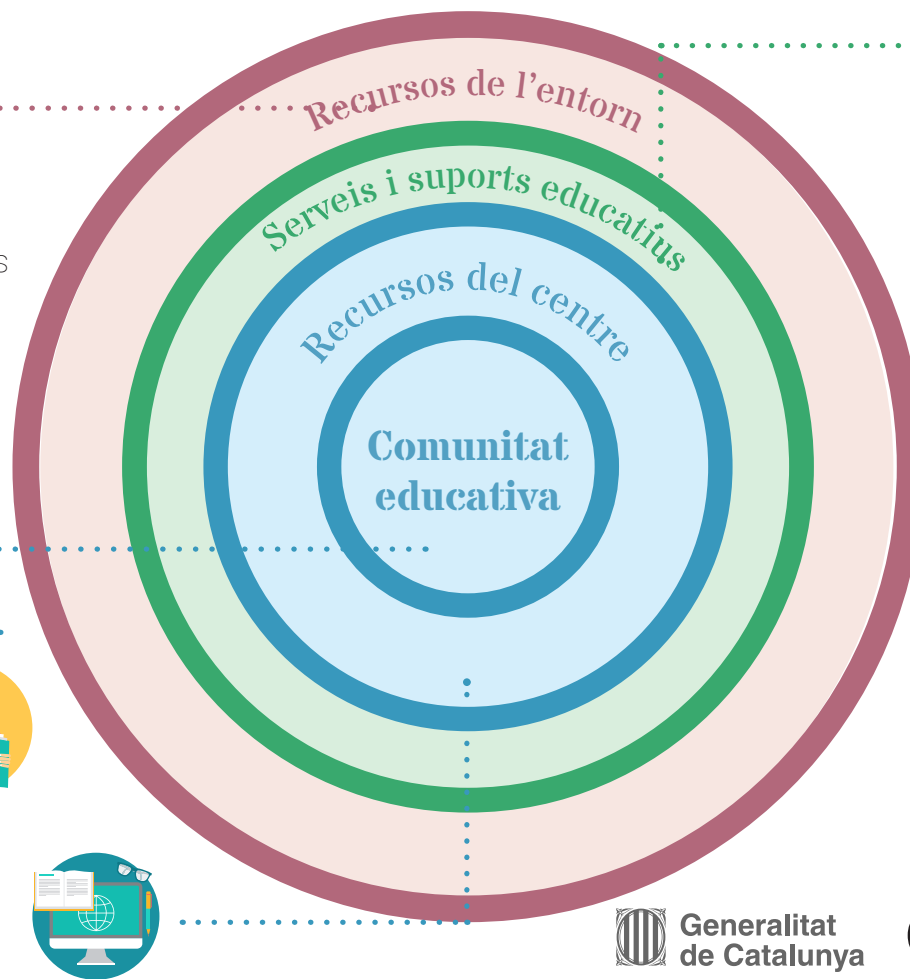 Recursos de l'entorn
Serveis i suports educatius
Recursos del centre
Comunitat
educativa
Generalitat
de Catalunya